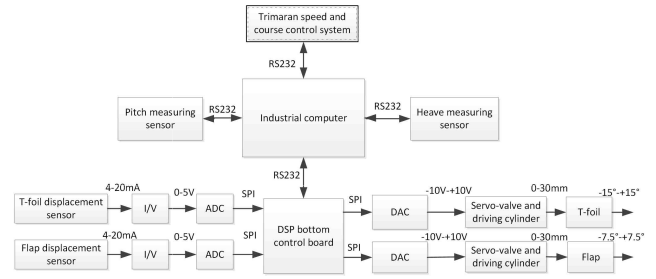 Trimaran speed and
course control system
RS232
Pitch measuring
sensor
RS232
Industrial computer
RS232
Heave measuring
sensor
RS232
T-foil displacement
sensor
4-20mA
I/V
0-5V
ADC
SPI
DSP bottom
control board
SPI
DAC
-10V-+10V
Servo-valve and
driving cylinder
0-30mm
T-foil
-15°-+15°
Flap displacement
sensor
4-20mA
I/V
0-5V
ADC
SPI
SPI
DAC
-10V-+10V
Servo-valve and
driving cylinder
0-30mm
Flap
-7.5°-+7.5°